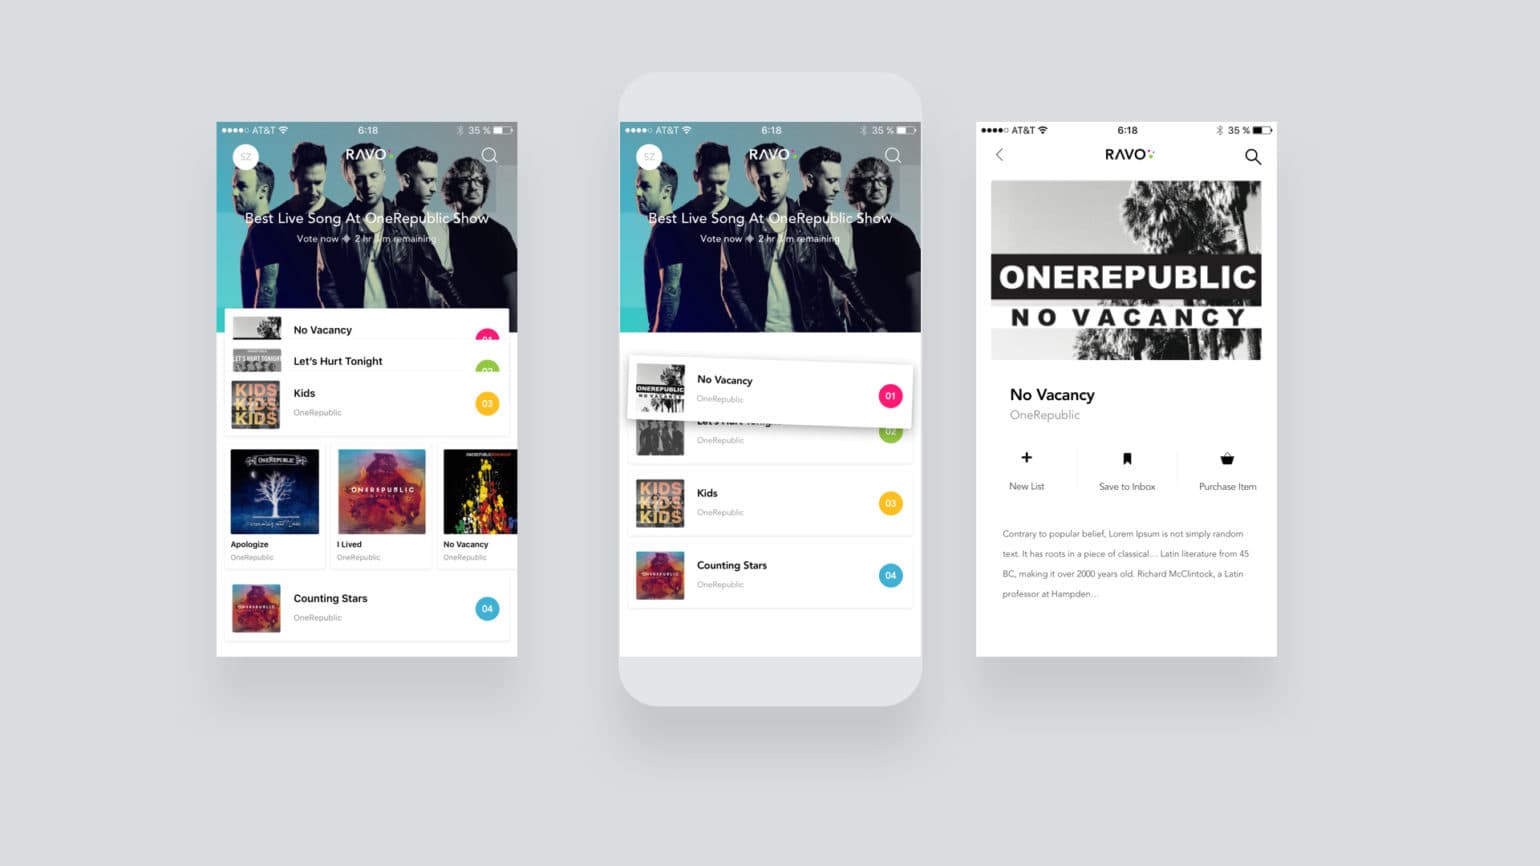 AT&T 6:18 35 %
SZ RAVO
Best Live Song At OneRepublic Show
Vote now 2 hr 3m remaining
No Vacancy
01
LET'S HURT TONIGHT
Let's Hurt Tonight
02
KIDS
KIDS
KIDS
Kids
OneRepublic
03
ONEREPUBLIC
Apologize
OneRepublic
ONEREPUBLIC
NATIVE
I Lived
OneRepublic
ONEREPUBLIC
No Vacancy
OneRepublic
ONEREPUBLIC
Counting Stars
OneRepublic
04
AT&T 6:18 35 %
SZ RAVO
Best Live Song At OneRepublic Show
Vote now 2 hr 3m remaining
ONEREPUBLIC
NO VACANCY
No Vacancy
OneRepublic
01
Let's Hurt Tonight
OneRepublic
02
KIDS
KIDS
KIDS
Kids
OneRepublic
03
ONEREPUBLIC
Counting Stars
OneRepublic
04
AT&T 6:18 35 %
RAVO
ONEREPUBLIC
NO VACANCY
No Vacancy
OneRepublic
New List Save to Inbox Purchase Item
Contrary to popular belief, Lorem Ipsum is not simply random
text. It has roots in a piece of classical... Latin literature from 45
BC, making it over 2000 years old. Richard McClintock, a Latin
professor at Hampden...